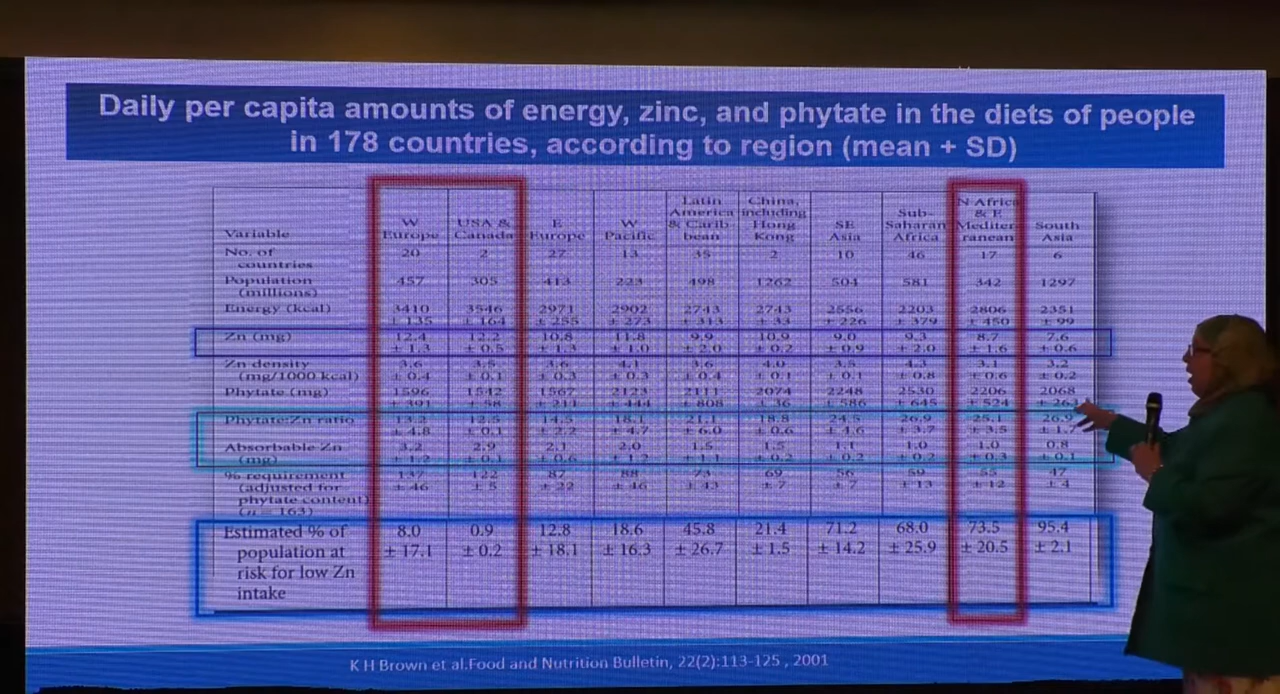 Daily per capita amounts of energy, zinc, and phytate in the diets of people
in 178 countries, according to region (mean + SD)
Variable W Europe USA & Canada E Europe W Pacific Latin America & Carib- bean China, including Hong Kong SE Asia Sub- Saharan Africa N Africa & E Mediter ranean South Asia
No. of countries 20 2 27 13 35 2 10 46 17 6
Population (millions) 457 305 413 223 498 1262 504 581 342 1297
Energy (kcal) 3410 3546 2971 2902 2743 2743 2556 2203 2806 2351
± 135 ± 164 ± 255 ± 273 ± 313 ± 33 ± 226 ± 379 ± 450 ± 99
Zn (mg) 12.4 12.2 10.8 11.8 9.9 10.9 9.0 9.3 8.7 7.6
± 1.3 ± 0.5 ± 1.3 ± 1.0 ± 2.0 ± 0.2 ± 0.9 ± 2.0 ± 1.6 ± 0.6
Zn density 3.6 3.5 3.6 4.1 3.6 4.0 3.5 4.3 3.1 3.2
(mg/1000 kcal) ± 0.4 ± 0.1 ± 0.3 ± 0.3 ± 0.4 ± 0.1 ± 0.1 ± 0.8 ± 0.6 ± 0.2
Phytate (mg) 1596 1542 1567 2123 2111 2074 2248 2530 2206 2068
± 391 ± 58 ± 211 ± 444 ± 808 ± 36 ± 586 ± 645 ± 524
Phytate:Zn ratio 12.5 14.5 18.1 18.8 24.5 26.9 25.1 26.9
± 4.8 ± 0.1 ± 4.7 ± 6.0 ± 0.6 ± 4.6 ± 3.7 ± 3.5
Absorbable Zn 3.2 2.9 2.1 2.0 1.5 1.5 1.1 1.0 1.0 0.8
(mg) ± 1.2 ± 0.1 ± 0.6 ± 1.2 ± 1.1 ± 0.2 ± 0.2 ± 0.2 ± 0.3 ± 0.1
% requirement 137 122 87 88 73 69 56 59 55 47
(adjusted for ± 46 ± 5 ± 22 ± 46 ± 43 ± 7 ± 7 ± 13 ± 12 ± 4
phytate content)
(n = 163)
Estimated % of 8.0 0.9 12.8 18.6 45.8 21.4 71.2 68.0 73.5 95.4
population at ± 17.1 ± 0.2 ± 18.1 ± 16.3 ± 26.7 ± 1.5 ± 14.2 ± 25.9 ± 20.5 ± 2.1
risk for low Zn
intake
K H Brown et al.Food and Nutrition Bulletin, 22(2):113-125 , 2001